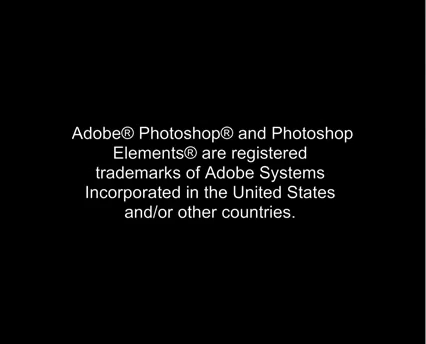 Adobe® Photoshop® and Photoshop
Elements® are registered
trademarks of Adobe Systems
Incorporated in the United States
and/or other countries.